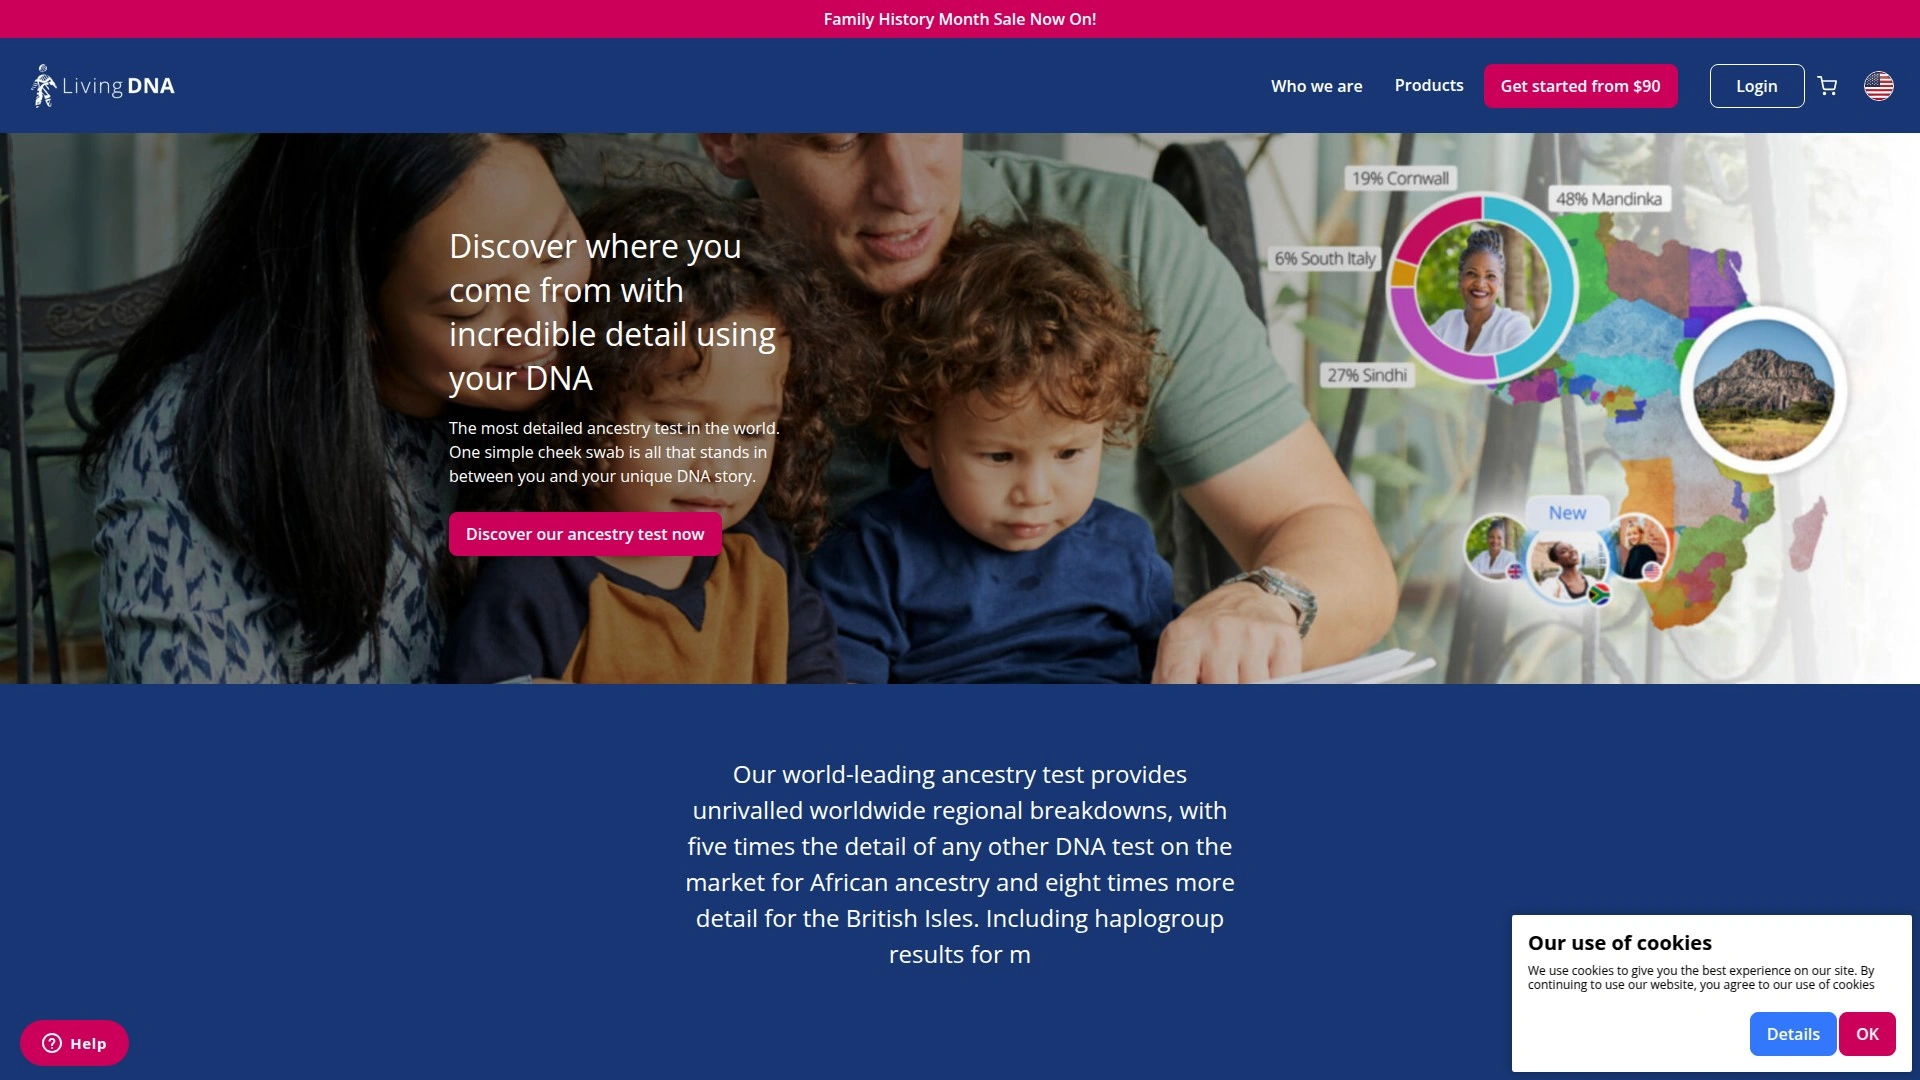 Family History Month Sale Now On!
Living DNA
Who we are
Products
Get started from $90
Login
19% Cornwall
48% Mandinka
6% South Italy
27% Sindhi
New
Discover where you
come from with
incredible detail using
your DNA
The most detailed ancestry test in the world.
One simple cheek swab is all that stands in
between you and your unique DNA story.
Discover our ancestry test now
Our world-leading ancestry test provides
unrivalled worldwide regional breakdowns, with
five times the detail of any other DNA test on the
market for African ancestry and eight times more
detail for the British Isles. Including haplogroup
results for m
Our use of cookies
We use cookies to give you the best experience on our site. By
continuing to use our website, you agree to our use of cookies
Details
OK
Help